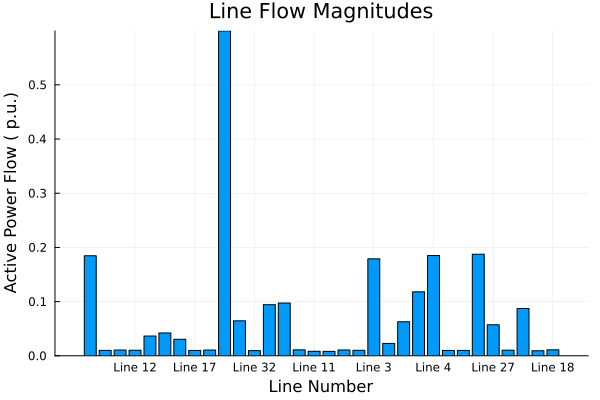 Line Flow Magnitudes
Active Power Flow ( p.u.)
0.5
0.4
0.3
0.2
0.1
0.0
Line 12 Line 17 Line 32 Line 11 Line 3 Line 4 Line 27 Line 18
Line Number